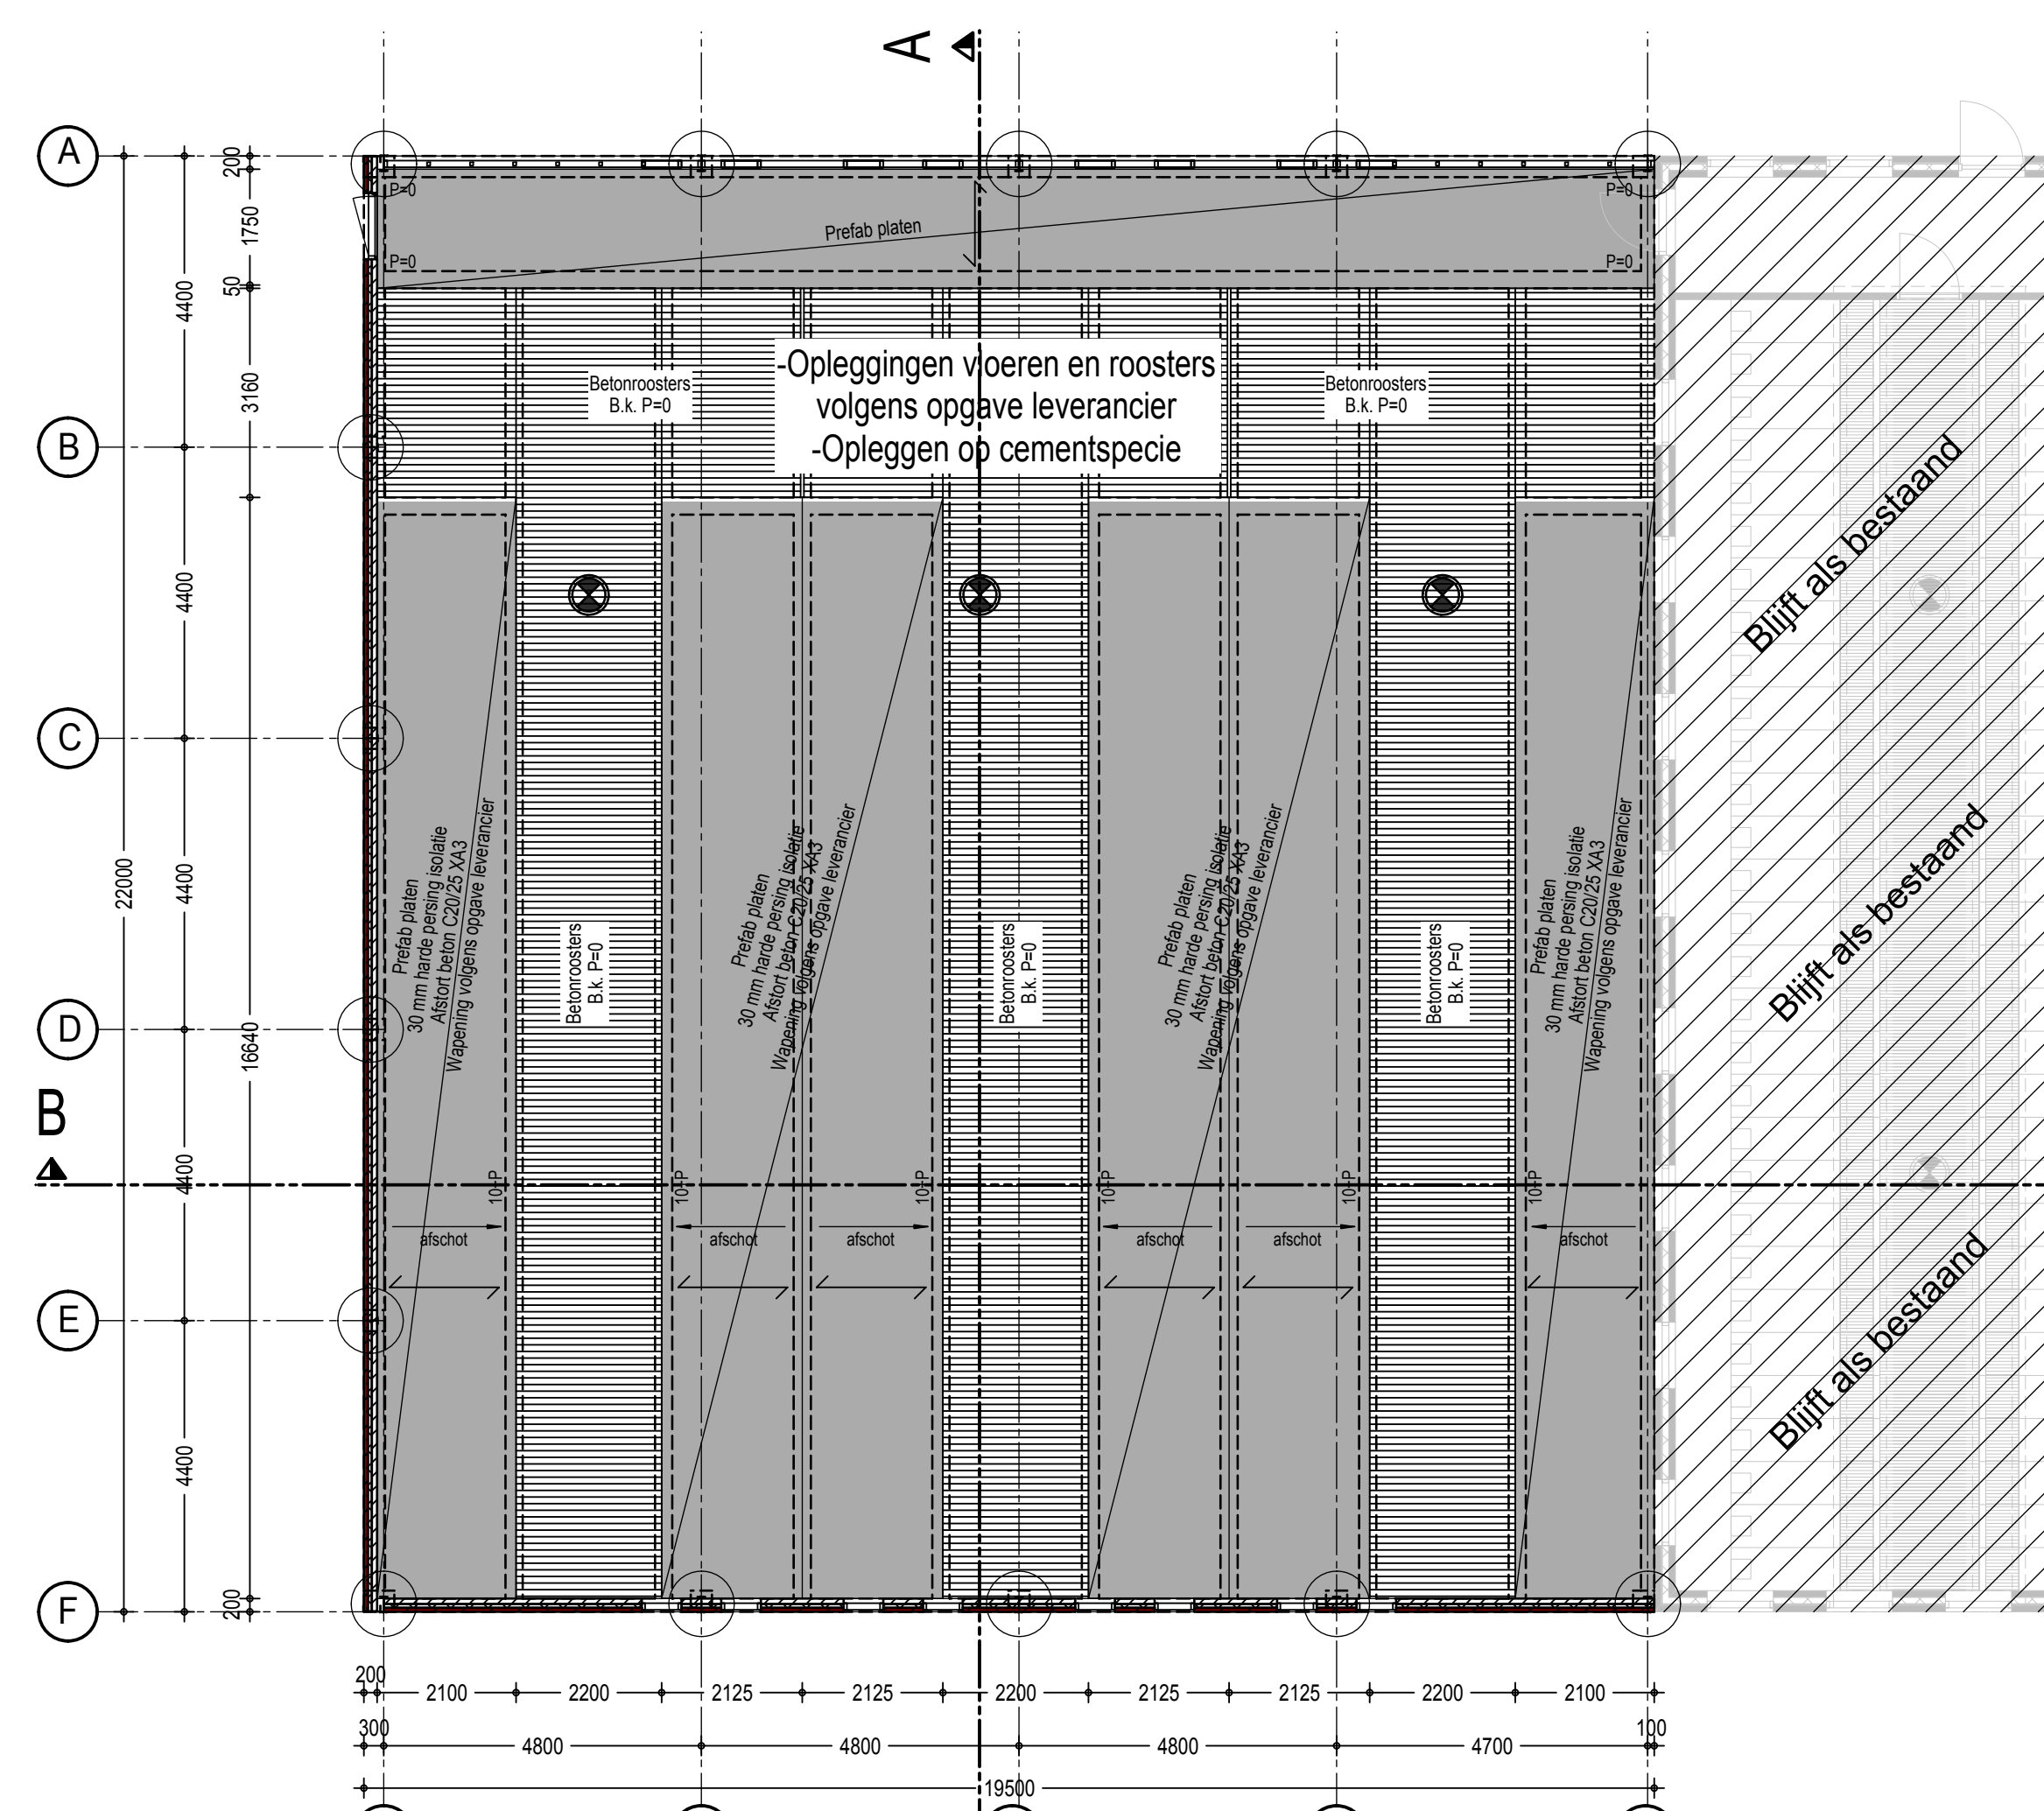 A
A
200
P=0
P=0
1750
Prefab platen
P=0
P=0
50
4400
3160
-Opleggingen vloeren en roosters
volgens opgave leverancier
-Opleggen op cementspecie
Betonroosters
B.k. P=0
Betonroosters
B.k. P=0
B
4400
Blijft als bestaand
C
22000
4400
Prefab platen
30 mm harde persing isolatie
Afstort beton C20/25 XA3
Wapening volgens opgave leverancier
Betonroosters
B.k. P=0
Prefab platen
30 mm harde persing isolatie
Afstort beton C20/25 XA3
Wapening volgens opgave leverancier
Betonroosters
B.k. P=0
Prefab platen
30 mm harde persing isolatie
Afstort beton C20/25 XA3
Wapening volgens opgave leverancier
Betonroosters
B.k. P=0
Prefab platen
30 mm harde persing isolatie
Afstort beton C20/25 XA3
Wapening volgens opgave leverancier
Blijft als bestaand
D
16640
B
4400
10-P
10-P
10-P
10-P
10-P
10-P
afschot
afschot
afschot
afschot
afschot
afschot
Blijft als bestaand
E
4400
F
200
200
2100
2200
2125
2125
2200
2125
2125
2200
2100
300
4800
4800
4800
4700
100
19500